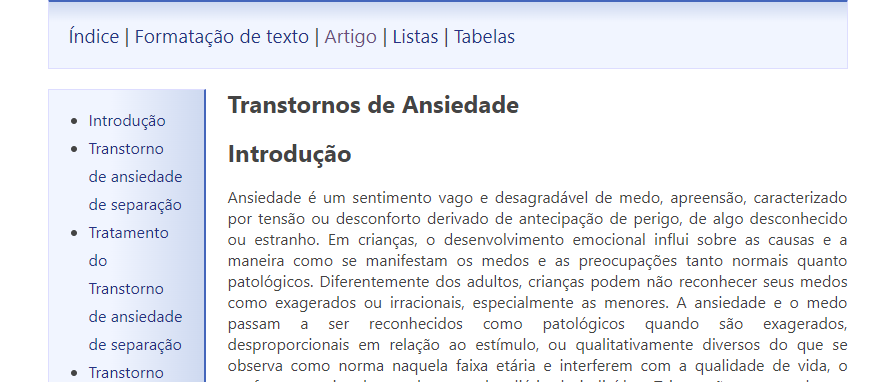 Índice | Formatação de texto | Artigo | Listas | Tabelas
Introdução
Transtorno
de ansiedade
de separação
Tratamento
do
Transtorno
de ansiedade
de separação
Transtorno
Transtornos de Ansiedade
Introdução
Ansiedade é um sentimento vago e desagradável de medo, apreensão, caracterizado
por tensão ou desconforto derivado de antecipação de perigo, de algo desconhecido
ou estranho. Em crianças, o desenvolvimento emocional influi sobre as causas e a
maneira como se manifestam os medos e as preocupações tanto normais quanto
patológicos. Diferentemente dos adultos, crianças podem não reconhecer seus medos
como exagerados ou irracionais, especialmente as menores. A ansiedade e o medo
passam a ser reconhecidos como patológicos quando são exagerados,
desproporcionais em relação ao estímulo, ou qualitativamente diversos do que se
observa como norma naquela faixa etária e interferem com a qualidade de vida, o